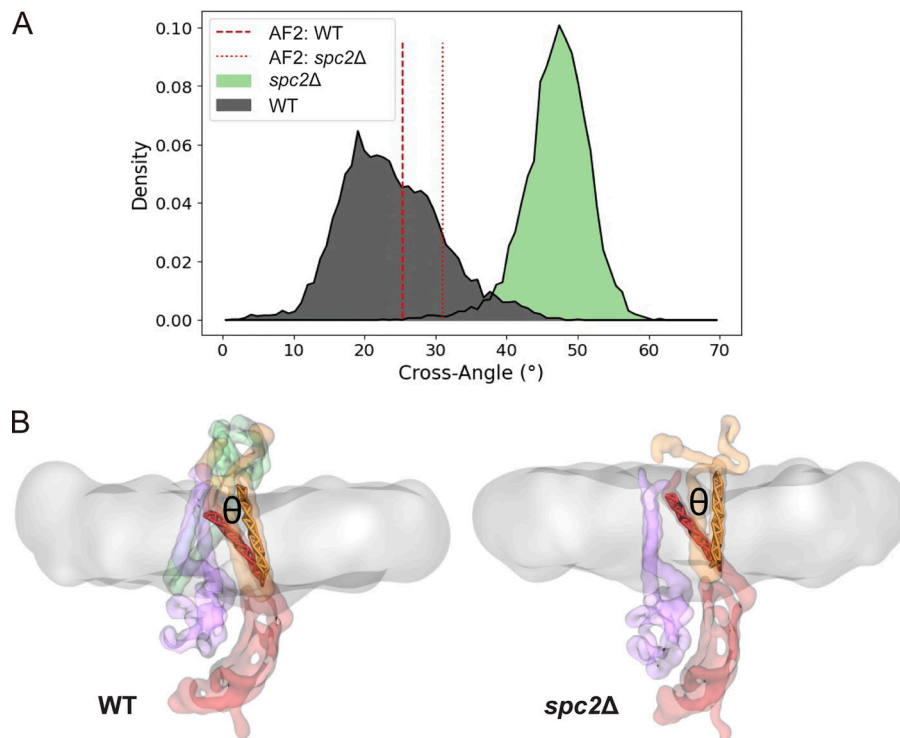 A
AF2: WT
AF2: spc2Δ
spc2Δ
WT
Density
0.10
0.08
0.06
0.04
0.02
0.00
0 10 20 30 40 50 60 70
Cross-Angle (°)
B
θ θ
WT spc2Δ